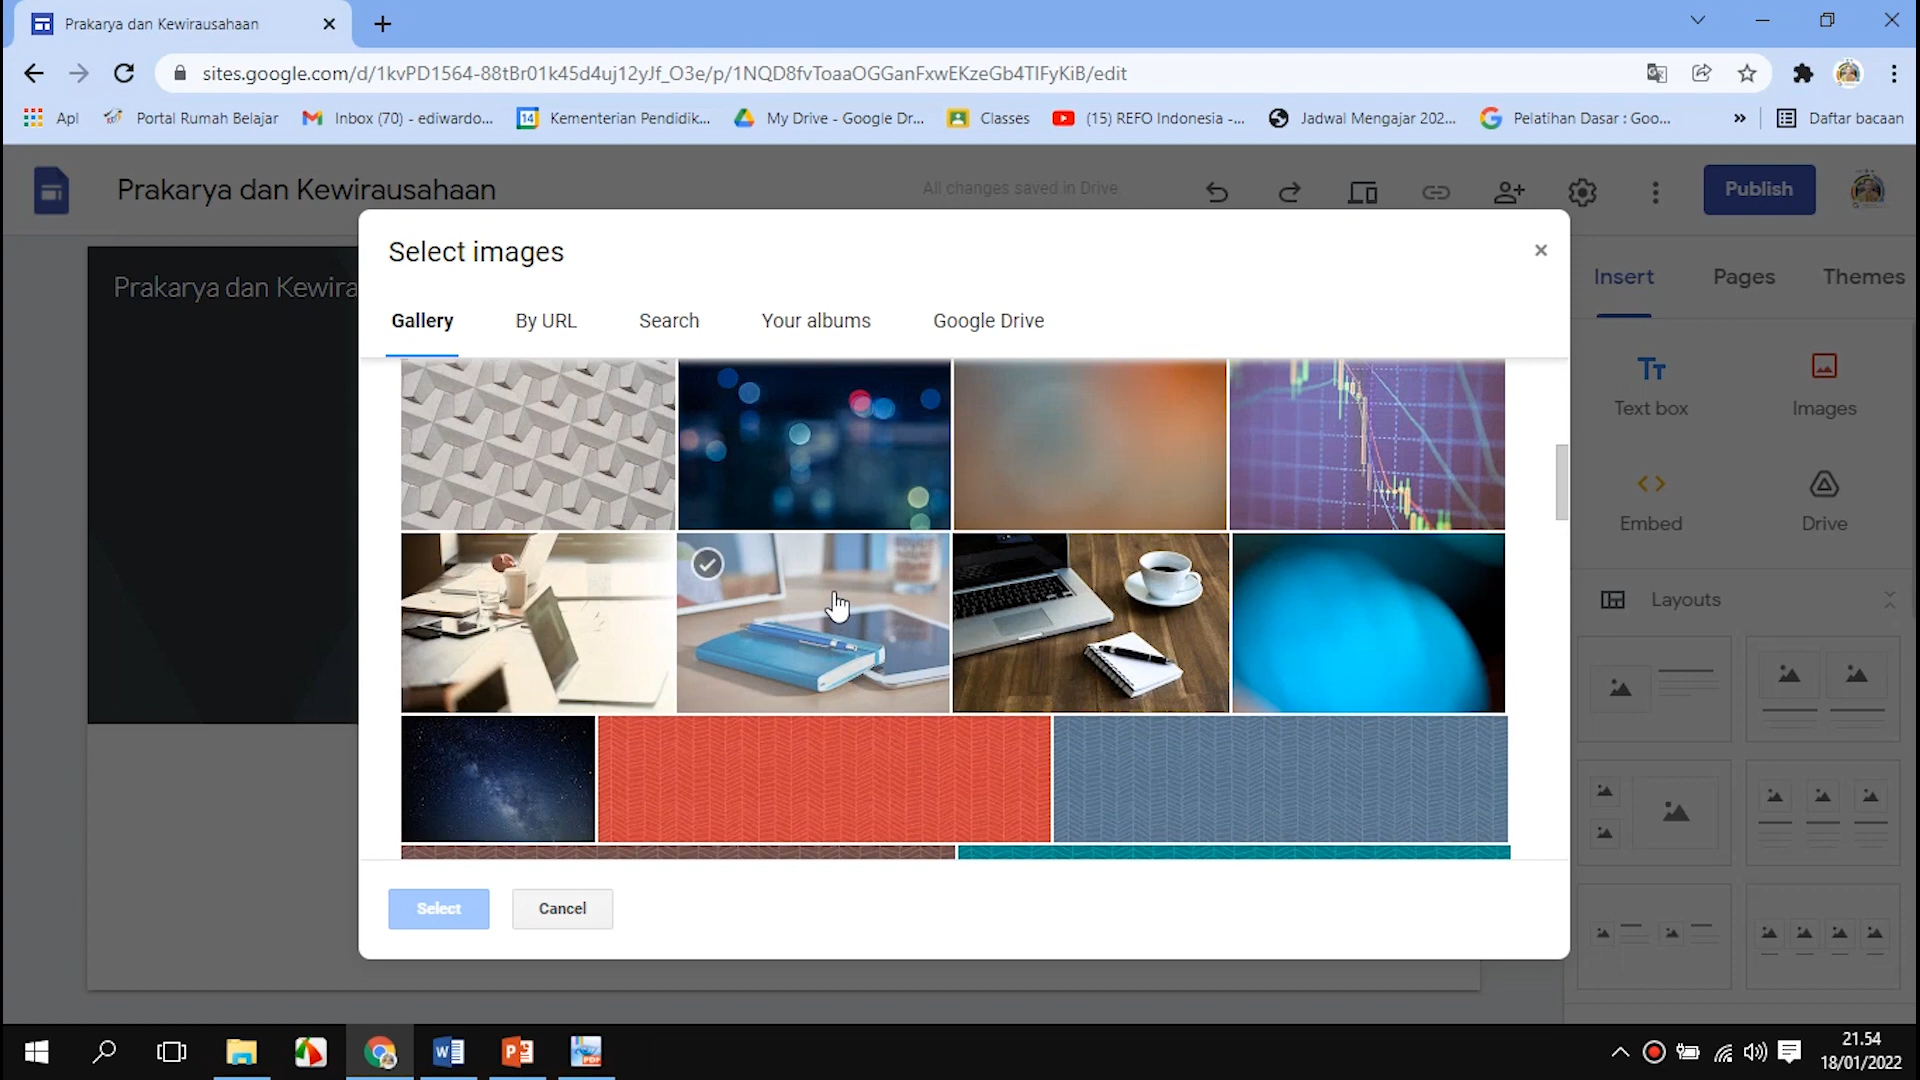 Prakarya dan Kewirausahaan
sites.google.com/d/1kvPD1564-88tBr01k45d4uj12yJf_O3e/p/1NQD8fvToaaOGGanFxwEKzeGb4TIFyKiB/edit
Apl
Portal Rumah Belajar
Inbox (70) - ediwardo...
14
Kementerian Pendidik...
My Drive - Google Dr...
Classes
(15) REFO Indonesia -...
Jadwal Mengajar 202...
Pelatihan Dasar : Goo...
Daftar bacaan
Prakarya dan Kewirausahaan
All changes saved in Drive
Publish
Prakarya dan Kewira
Select images
Gallery
By URL
Search
Your albums
Google Drive
Insert
Pages
Themes
Text box
Images
Embed
Drive
Layouts
Select
Cancel
21.54
18/01/2022